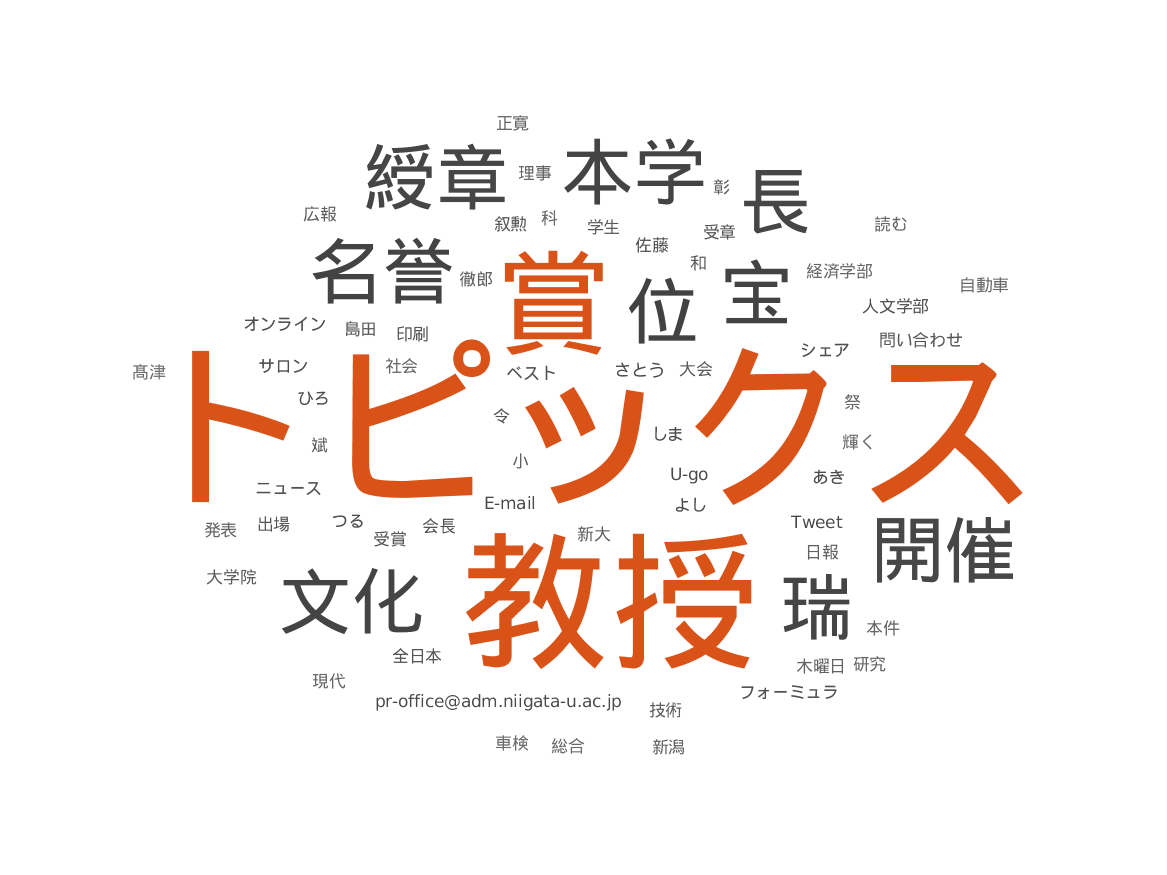 正寛
綬章
理事
本学
彰
長
広報
叙勲
科
学生
佐藤
受章
読む
名誉
徹郎
賞
位
和
宝
経済学部
自動車
人文学部
オンライン
島田
印刷
問い合わせ
髙津
サロン
社会
ベスト
さとう
大会
シェア
トピックス
ひろ
令
祭
斌
しま
輝く
小
U-go
あき
ニュース
E-mail
よし
発表
出場
つる
受賞
会長
新大
Tweet
日報
開催
大学院
文化
教授
瑞
本件
全日本
木曜日
研究
現代
pr-office@adm.niigata-u.ac.jp
技術
フォーミュラ
車検
総合
新潟